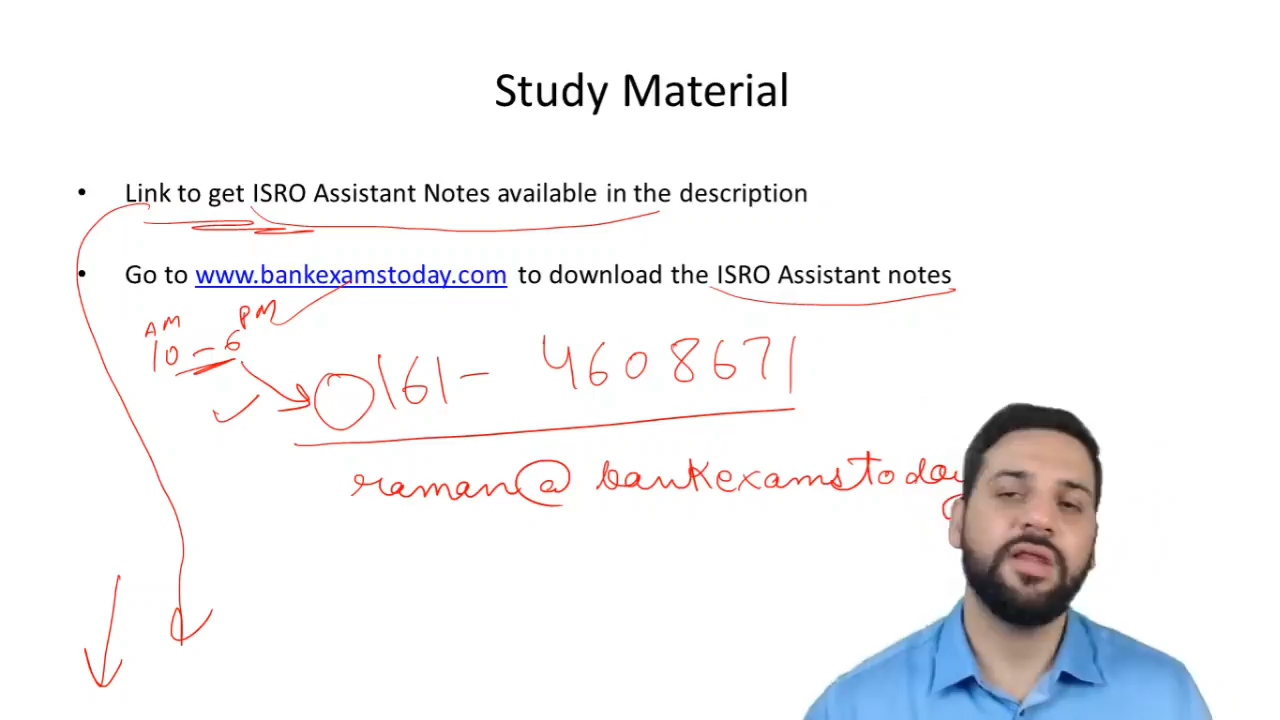 Study Material
• Link to get ISRO Assistant Notes available in the description
• Go to www.bankexamstoday.com to download the ISRO Assistant notes
AM PM
10 - 6
0161 - 4608671
raman@bankexamstoday